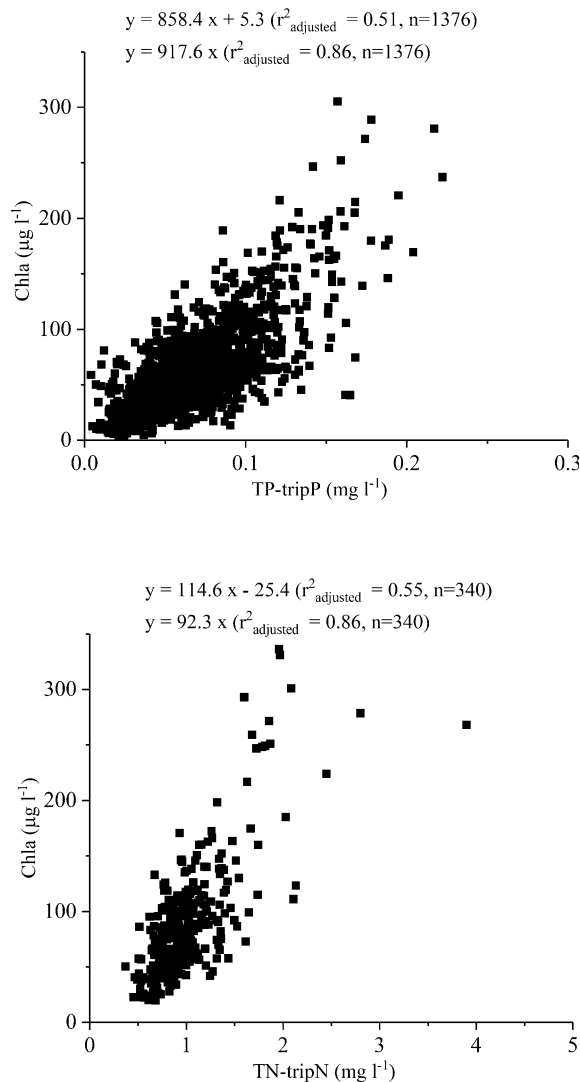 y = 858.4 x + 5.3 (r²adjusted = 0.51, n=1376)
y = 917.6 x (r²adjusted = 0.86, n=1376)
300
200
100
0
Chla (µg l⁻¹)
0.0 0.1 0.2 0.3
TP-tripP (mg l⁻¹)
y = 114.6 x - 25.4 (r²adjusted = 0.55, n=340)
y = 92.3 x (r²adjusted = 0.86, n=340)
300
200
100
0
Chla (µg l⁻¹)
0 1 2 3 4 5
TN-tripN (mg l⁻¹)